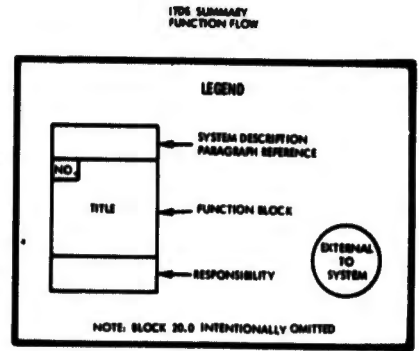 ITDS SUMMARY
FUNCTION FLOW
LEGEND
SYSTEM DESCRIPTION
PARAGRAPH REFERENCE
NO.
TITLE
FUNCTION BLOCK
EXTERNAL
TO
SYSTEM
RESPONSIBILITY
NOTE: BLOCK 20.0 INTENTIONALLY OMITTED